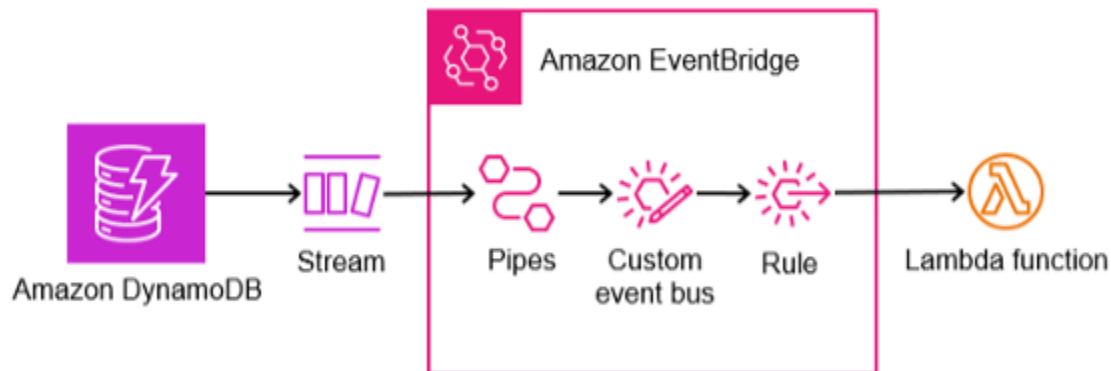 Amazon EventBridge
Amazon DynamoDB
Stream
Pipes
Custom
event bus
Rule
Lambda function